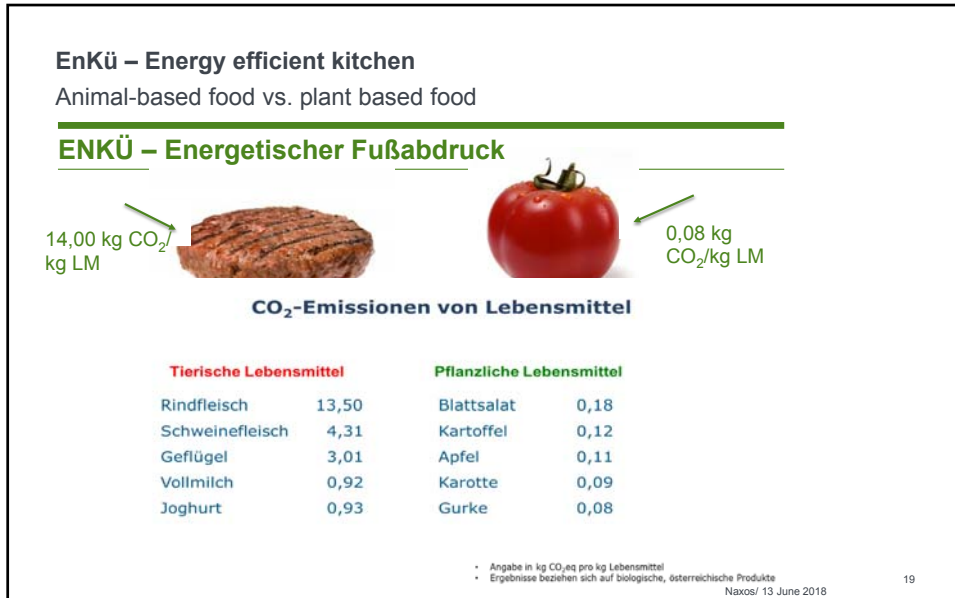 EnKü – Energy efficient kitchen
Animal-based food vs. plant based food
ENKÜ – Energetischer Fußabdruck
14,00 kg CO₂/
kg LM
0,08 kg
CO₂/kg LM
CO₂-Emissionen von Lebensmittel
Tierische Lebensmittel
Rindfleisch 13,50
Schweinefleisch 4,31
Geflügel 3,01
Vollmilch 0,92
Joghurt 0,93
Pflanzliche Lebensmittel
Blattsalat 0,18
Kartoffel 0,12
Apfel 0,11
Karotte 0,09
Gurke 0,08
• Angabe in kg CO₂eq pro kg Lebensmittel
• Ergebnisse beziehen sich auf biologische, österreichische Produkte
Naxos/ 13 June 2018
19